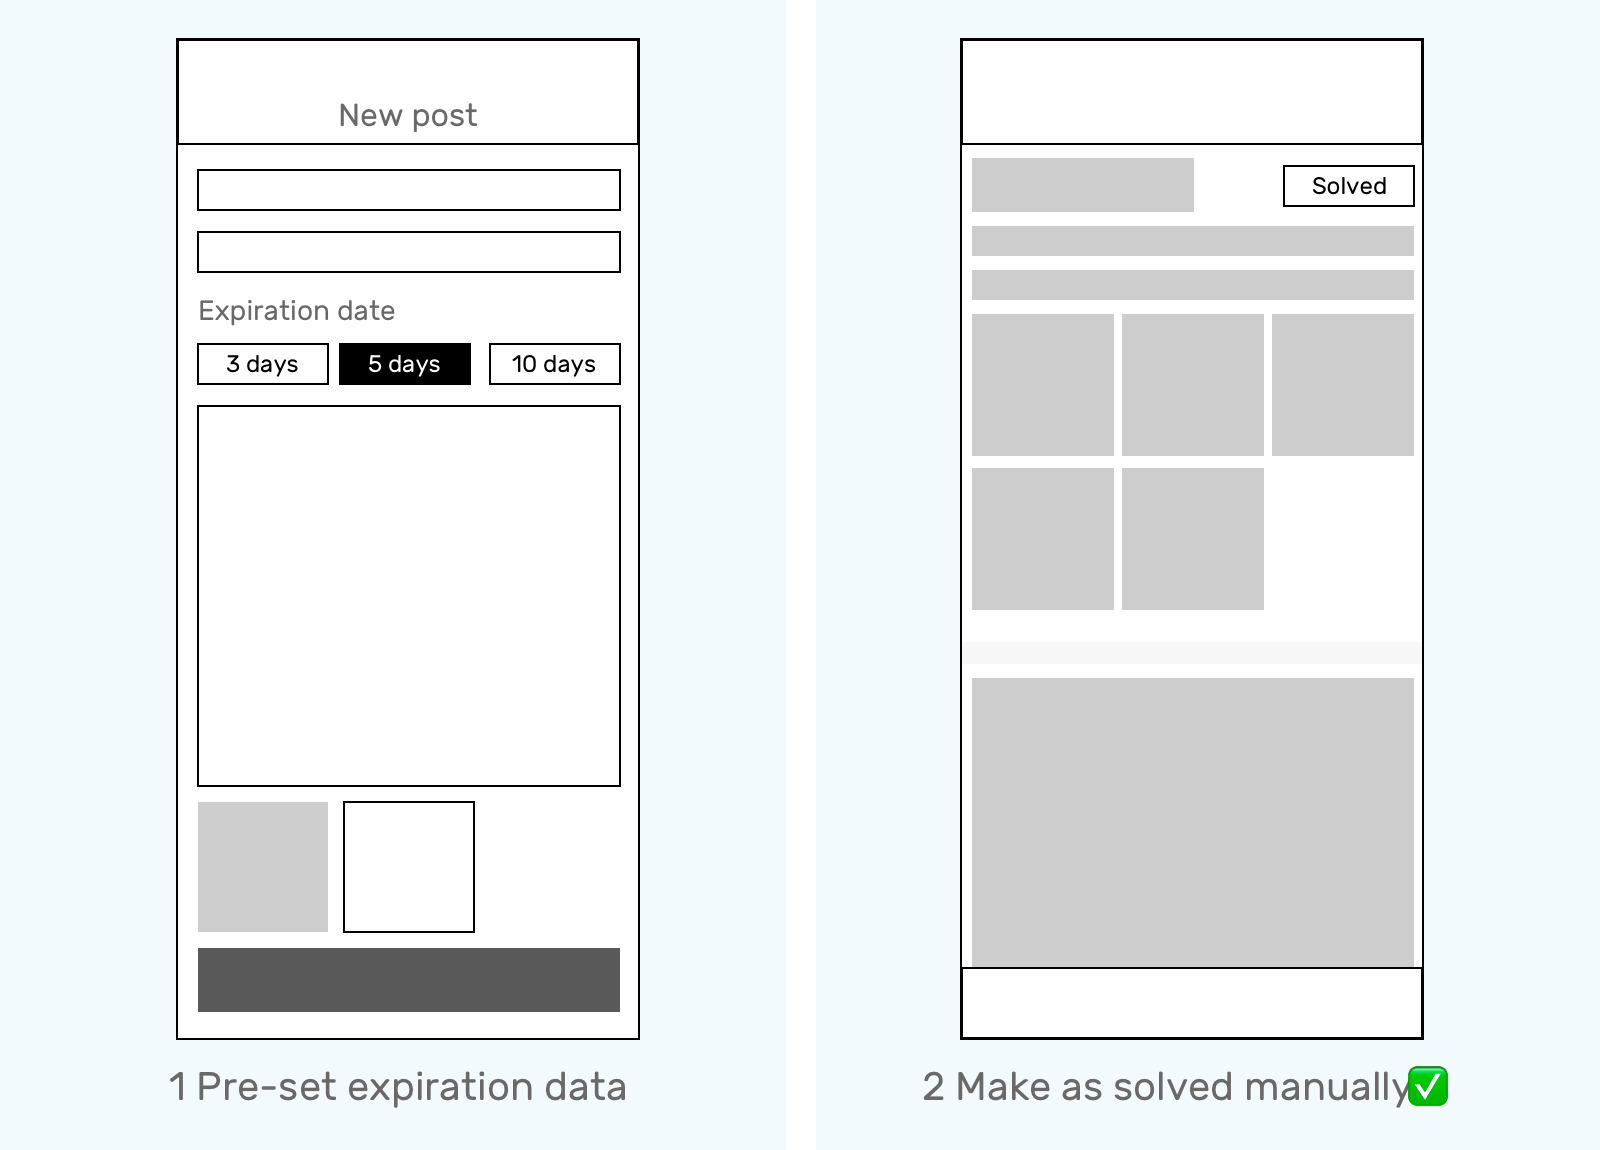 New post
Expiration date
3 days
5 days
10 days
1 Pre-set expiration data
Solved
2 Make as solved manually✅